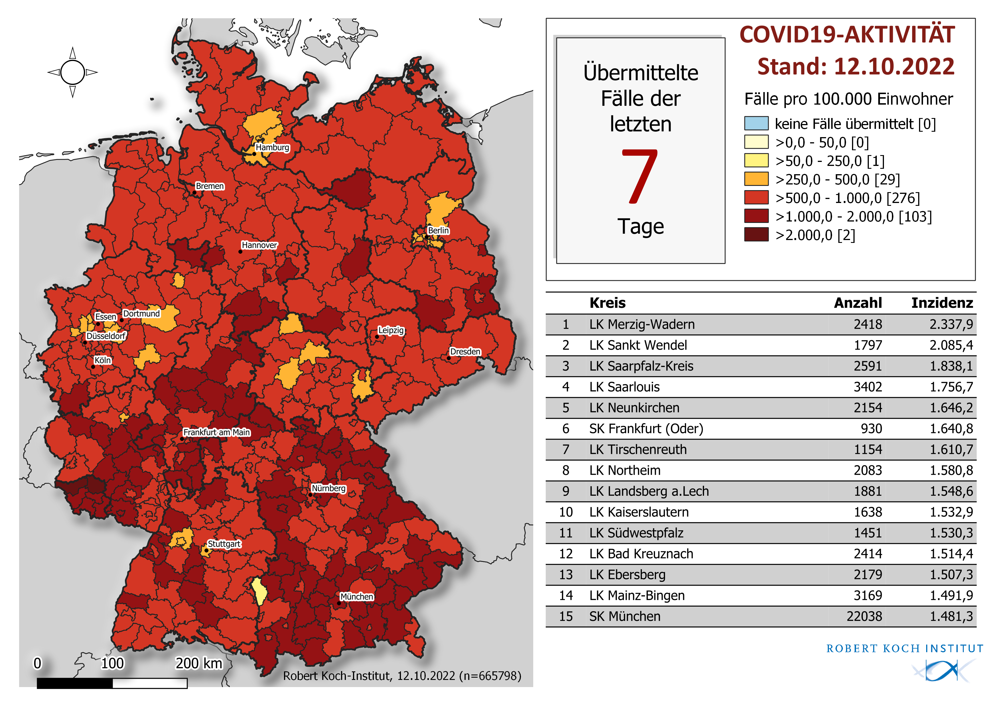 Hamburg
Bremen
Berlin
Hannover
Essen
Dortmund
Düsseldorf
Leipzig
Köln
Dresden
Frankfurt am Main
Nürnberg
Stuttgart
München
0 100 200 km
Robert Koch-Institut, 12.10.2022 (n=665798)
Übermittelte
Fälle der
letzten
7
Tage
COVID19-AKTIVITÄT
Stand: 12.10.2022
Fälle pro 100.000 Einwohner
keine Fälle übermittelt [0]
>0,0 - 50,0 [0]
>50,0 - 250,0 [1]
>250,0 - 500,0 [29]
>500,0 - 1.000,0 [276]
>1.000,0 - 2.000,0 [103]
>2.000,0 [2]
Kreis Anzahl Inzidenz
1 LK Merzig-Wadern 2418 2.337,9
2 LK Sankt Wendel 1797 2.085,4
3 LK Saarpfalz-Kreis 2591 1.838,1
4 LK Saarlouis 3402 1.756,7
5 LK Neunkirchen 2154 1.646,2
6 SK Frankfurt (Oder) 930 1.640,8
7 LK Tirschenreuth 1154 1.610,7
8 LK Northeim 2083 1.580,8
9 LK Landsberg a.Lech 1881 1.548,6
10 LK Kaiserslautern 1638 1.532,9
11 LK Südwestpfalz 1451 1.530,3
12 LK Bad Kreuznach 2414 1.514,4
13 LK Ebersberg 2179 1.507,3
14 LK Mainz-Bingen 3169 1.491,9
15 SK München 22038 1.481,3
ROBERT KOCH INSTITUT